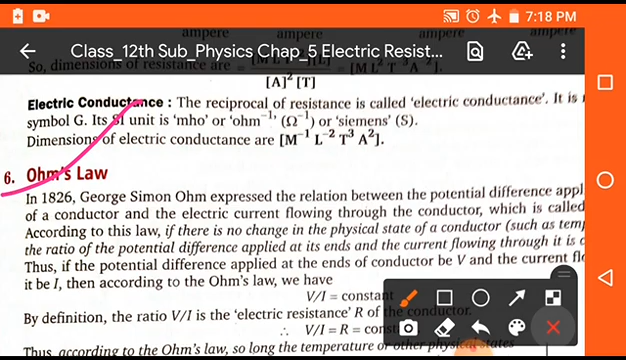 7:18 PM
ampere ampere ampere ampere
Class_12th Sub_Physics Chap_5 Electric Resist...
So, dimensions of resistance are
[A]² [T]
Electric Conductance : The reciprocal of resistance is called 'electric conductance'. It is
symbol G. Its SI unit is 'mho' or 'ohm⁻¹' (Ω⁻¹) or 'siemens' (S).
Dimensions of electric conductance are [M⁻¹ L⁻² T³ A²].
6. Ohm's Law
In 1826, George Simon Ohm expressed the relation between the potential difference appl
of a conductor and the electric current flowing through the conductor, which is called
According to this law, if there is no change in the physical state of a conductor (such as tem
the ratio of the potential difference applied at its ends and the current flowing through it is c
Thus, if the potential difference applied at the ends of conductor be V and the current flo
it be I, then according to the Ohm's law, we have
V/I = constant
By definition, the ratio V/I is the 'electric resistance' R of the conductor.
∴ V/I = R = const
Thus, according to the Ohm's law, so long the temperature or other physical states